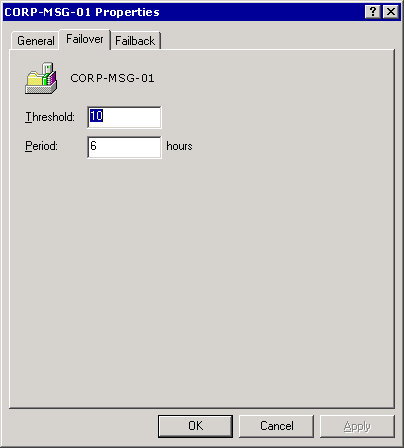 CORP-MSG-01 Properties
General Failover Failback
CORP-MSG-01
Threshold: 10
Period: 6 hours
OK Cancel Apply